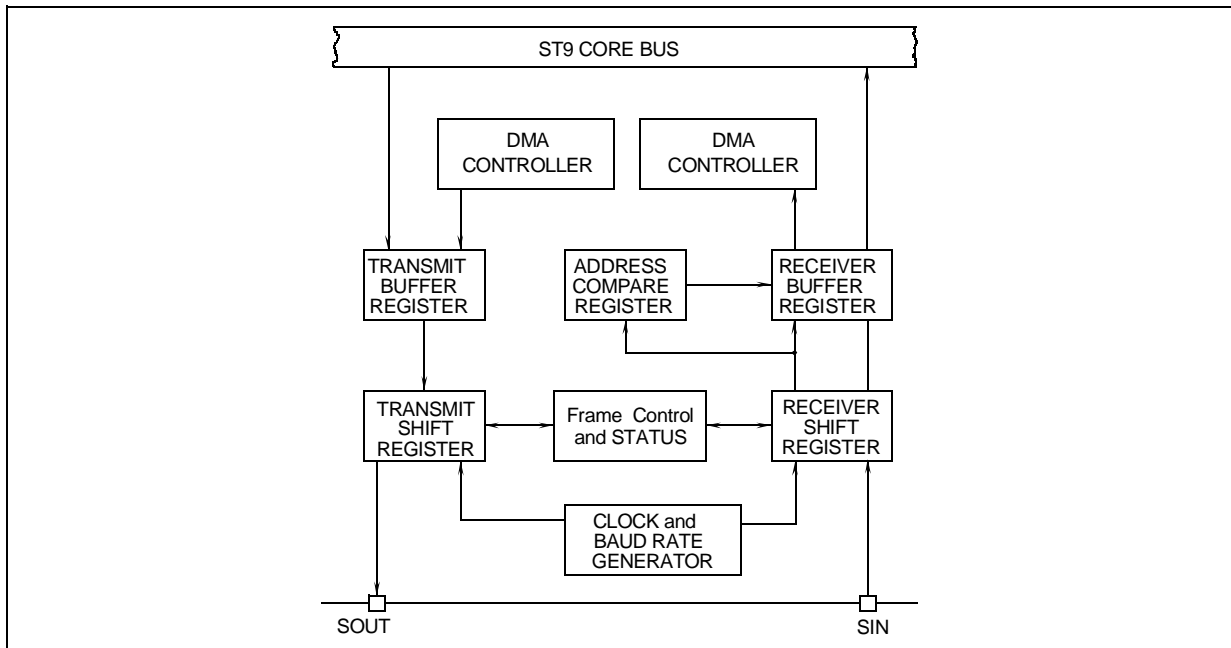 ST9 CORE BUS
DMA
CONTROLLER
DMA
CONTROLLER
TRANSMIT
BUFFER
REGISTER
ADDRESS
COMPARE
REGISTER
RECEIVER
BUFFER
REGISTER
TRANSMIT
SHIFT
REGISTER
Frame Control
and STATUS
RECEIVER
SHIFT
REGISTER
CLOCK and
BAUD RATE
GENERATOR
SOUT
SIN